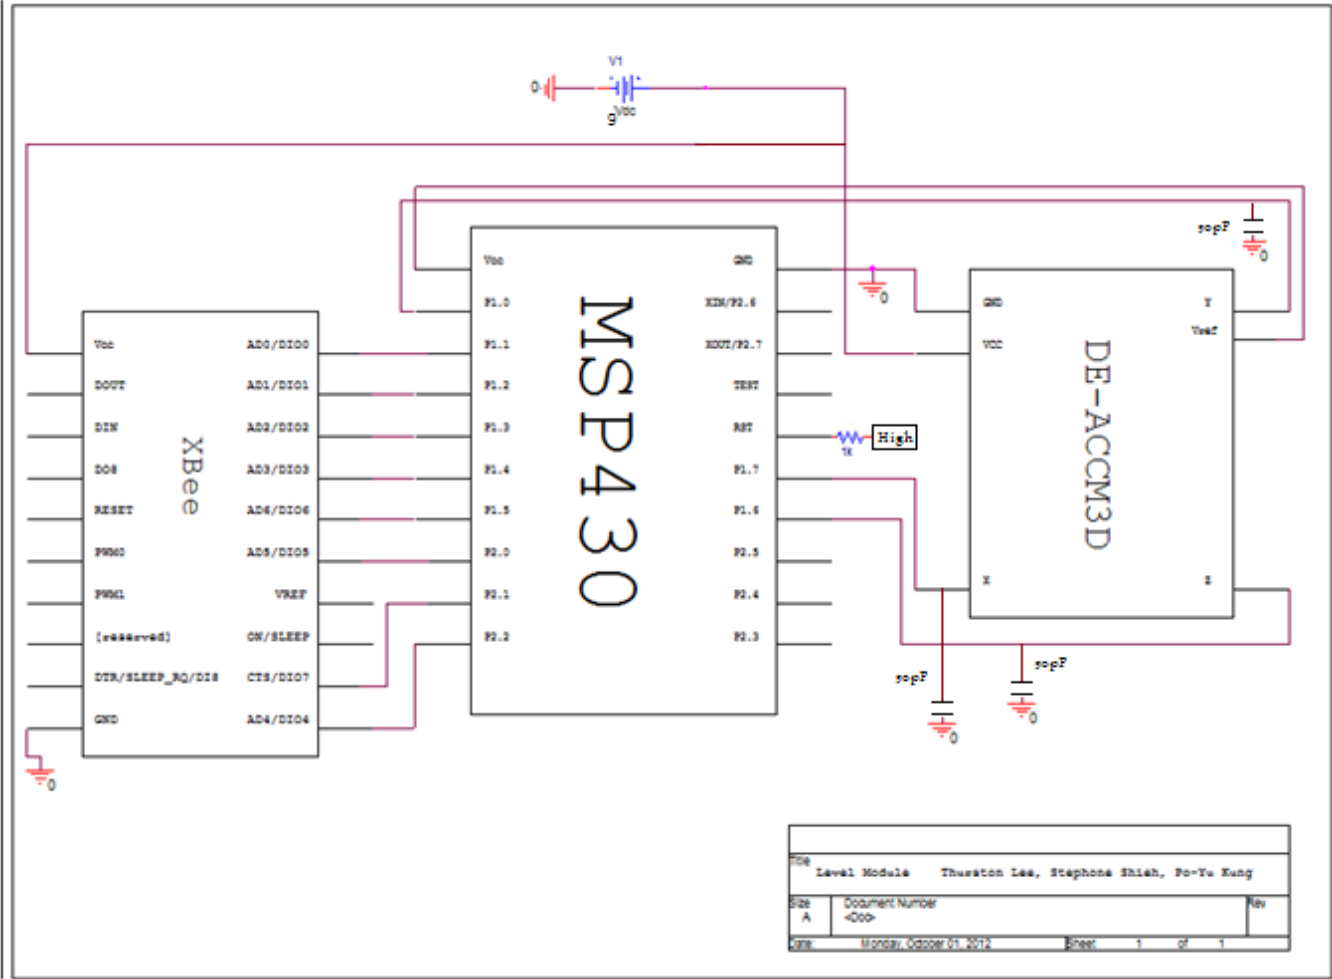 V1
0
Vdc
9
50pF
0
Vcc
GND
P1.0
XIN/P2.6
P1.1
XOUT/P2.7
P1.2
TEST
P1.3
RST
1k
High
P1.4
P1.7
P1.5
P1.6
P2.0
P2.5
P2.1
P2.4
P2.2
P2.3
MSP430
0
GND
Y
Vref
VCC
DE-ACCM3D
X
Z
50pF
0
50pF
0
Vcc
AD0/DIO0
DOUT
AD1/DIO1
DIN
AD2/DIO2
DO8
AD3/DIO3
RESET
AD6/DIO6
PWM0
AD5/DIO5
PWM1
VREF
[reserved]
ON/SLEEP
DTR/SLEEP_RQ/DI8
CTS/DIO7
GND
AD4/DIO4
XBee
0
Title
Level Module Thurston Lee, Stephone Shieh, Po-Yu Kung
Size Document Number Rev
A <Doc>
Date: Monday, October 01, 2012 Sheet 1 of 1